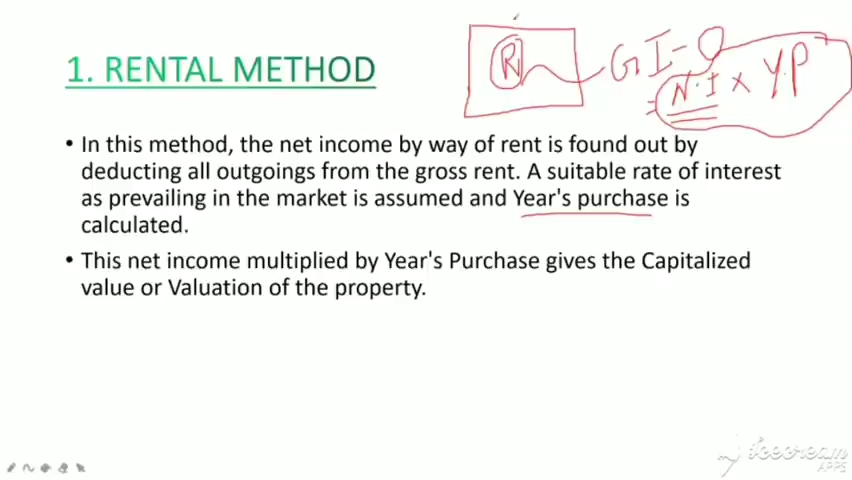 1. RENTAL METHOD
R
G I - O
= N.I x Y.P
• In this method, the net income by way of rent is found out by
deducting all outgoings from the gross rent. A suitable rate of interest
as prevailing in the market is assumed and Year's purchase is
calculated.
• This net income multiplied by Year's Purchase gives the Capitalized
value or Valuation of the property.
Icecream
APPS